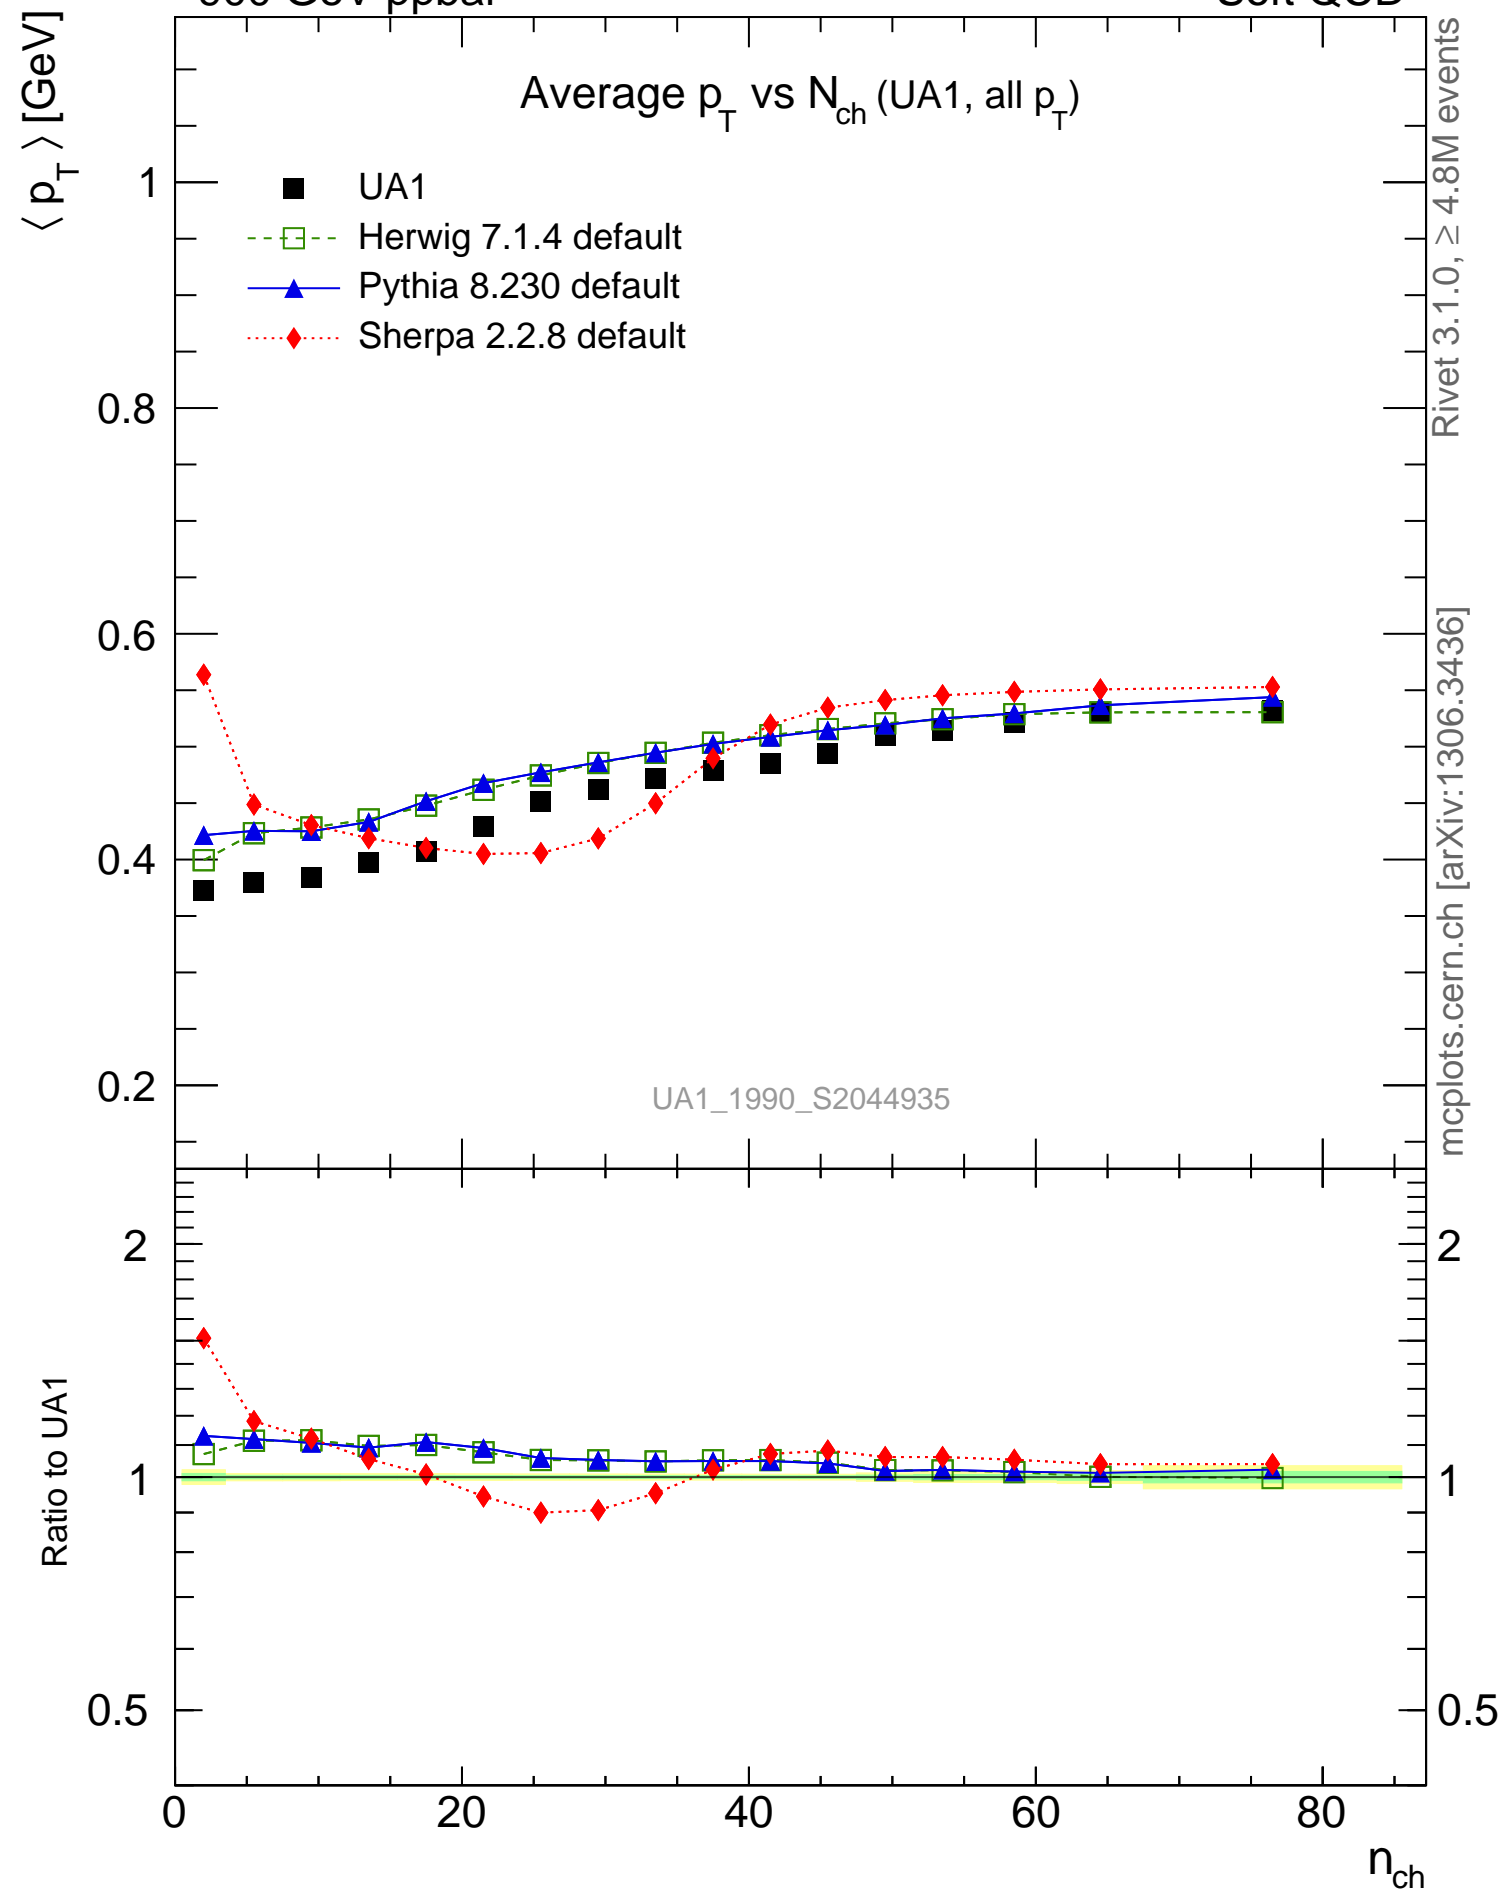 ⟨ p_T ⟩ [GeV]
Average p_T vs N_ch (UA1, all p_T)
UA1
Herwig 7.1.4 default
Pythia 8.230 default
Sherpa 2.2.8 default
1
0.8
0.6
0.4
0.2
UA1_1990_S2044935
Rivet 3.1.0, ≥ 4.8M events
mcplots.cern.ch [arXiv:1306.3436]
Ratio to UA1
2
1
0.5
2
1
0.5
0 20 40 60 80
n_ch